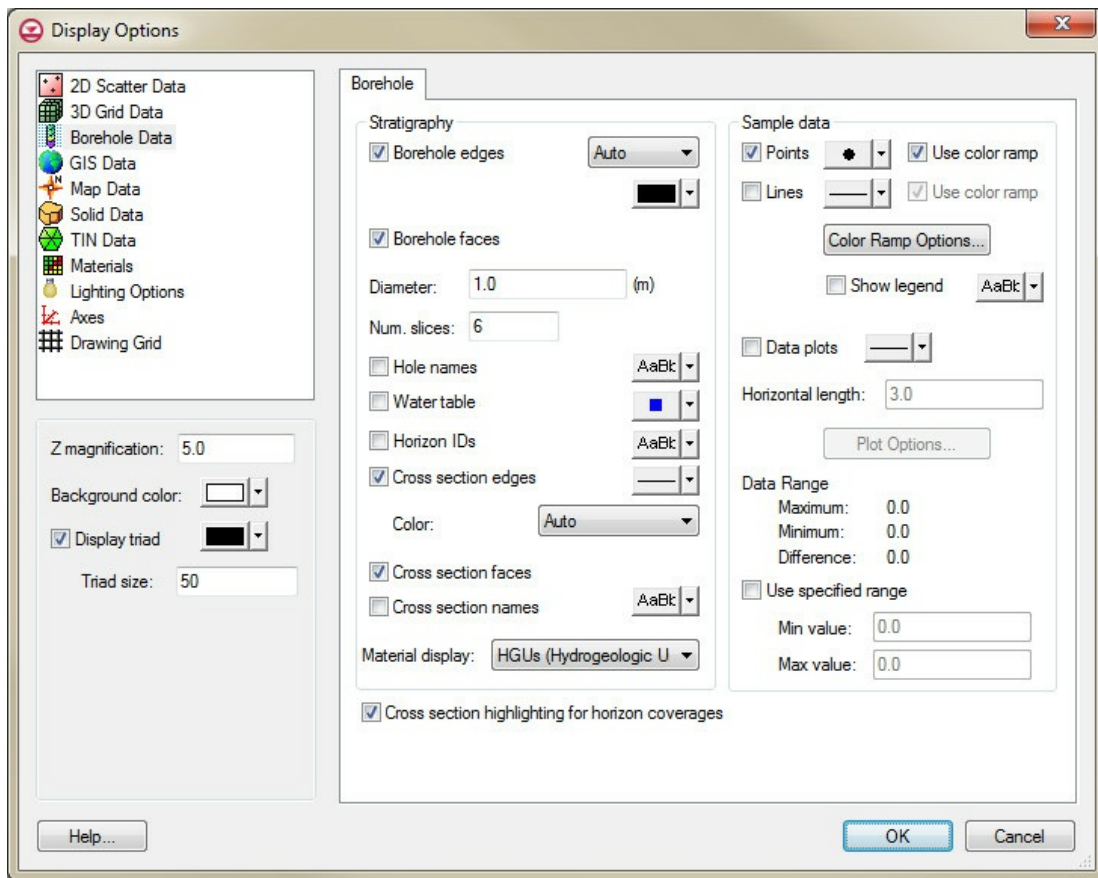 Display Options
2D Scatter Data
3D Grid Data
Borehole Data
GIS Data
Map Data
Solid Data
TIN Data
Materials
Lighting Options
Axes
Drawing Grid
Z magnification: 5.0
Background color:
Display triad
Triad size: 50
Borehole
Stratigraphy
Borehole edges Auto
Borehole faces
Diameter: 1.0 (m)
Num. slices: 6
Hole names AaBb
Water table
Horizon IDs AaBb
Cross section edges
Color: Auto
Cross section faces
Cross section names AaBb
Material display: HGUs (Hydrogeologic U
Cross section highlighting for horizon coverages
Sample data
Points Use color ramp
Lines Use color ramp
Color Ramp Options...
Show legend AaBb
Data plots
Horizontal length: 3.0
Plot Options...
Data Range
Maximum: 0.0
Minimum: 0.0
Difference: 0.0
Use specified range
Min value: 0.0
Max value: 0.0
Help...
OK
Cancel